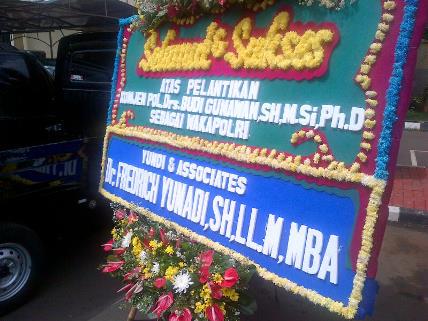 Selamat & Sukses
ATAS PELANTIKAN
KOMJEN POL.Drs.BUDI GUNAWAN,SH,M.Si,Ph.D
SEBAGAI WAKAPOLRI
YUNDI & ASSOCIATES
Dr. FREDRICH YUNADI,SH,LL.M,MBA